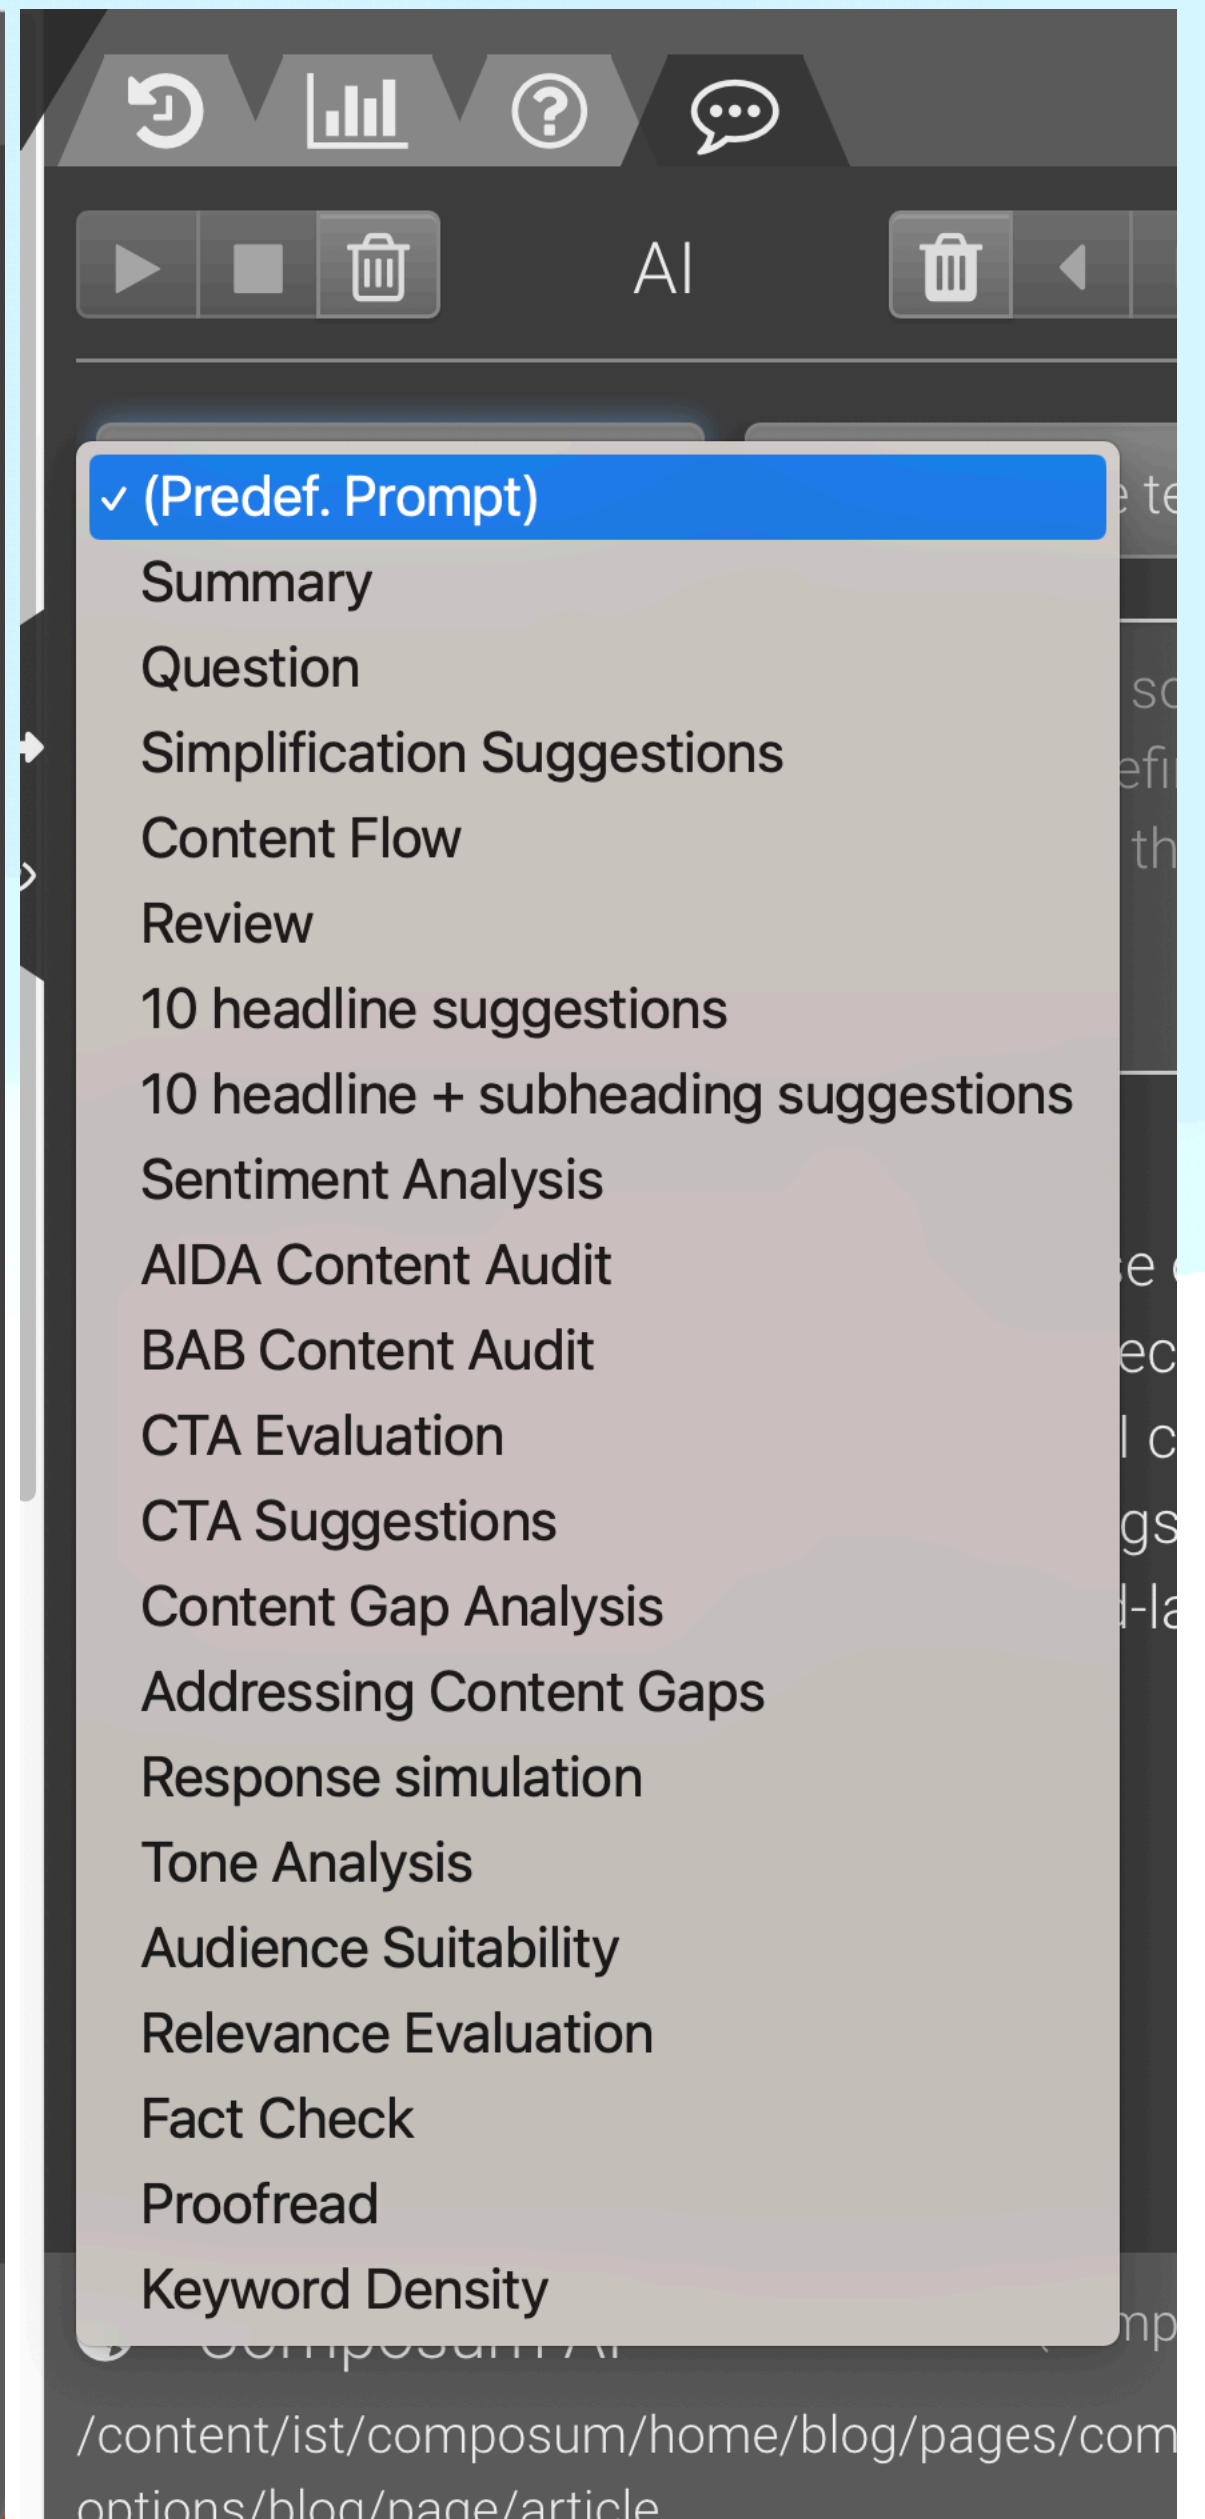 AI
✓ (Predef. Prompt)
Summary
Question
Simplification Suggestions
Content Flow
Review
10 headline suggestions
10 headline + subheading suggestions
Sentiment Analysis
AIDA Content Audit
BAB Content Audit
CTA Evaluation
CTA Suggestions
Content Gap Analysis
Addressing Content Gaps
Response simulation
Tone Analysis
Audience Suitability
Relevance Evaluation
Fact Check
Proofread
Keyword Density
Composum AI
/content/ist/composum/home/blog/pages/com
options/blog/page/article